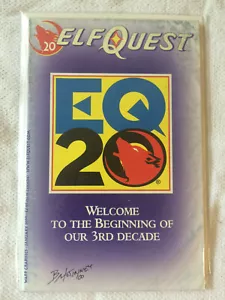 20
ELFQUEST
EQ
20
®
WELCOME
TO THE BEGINNING OF
OUR 3RD DECADE